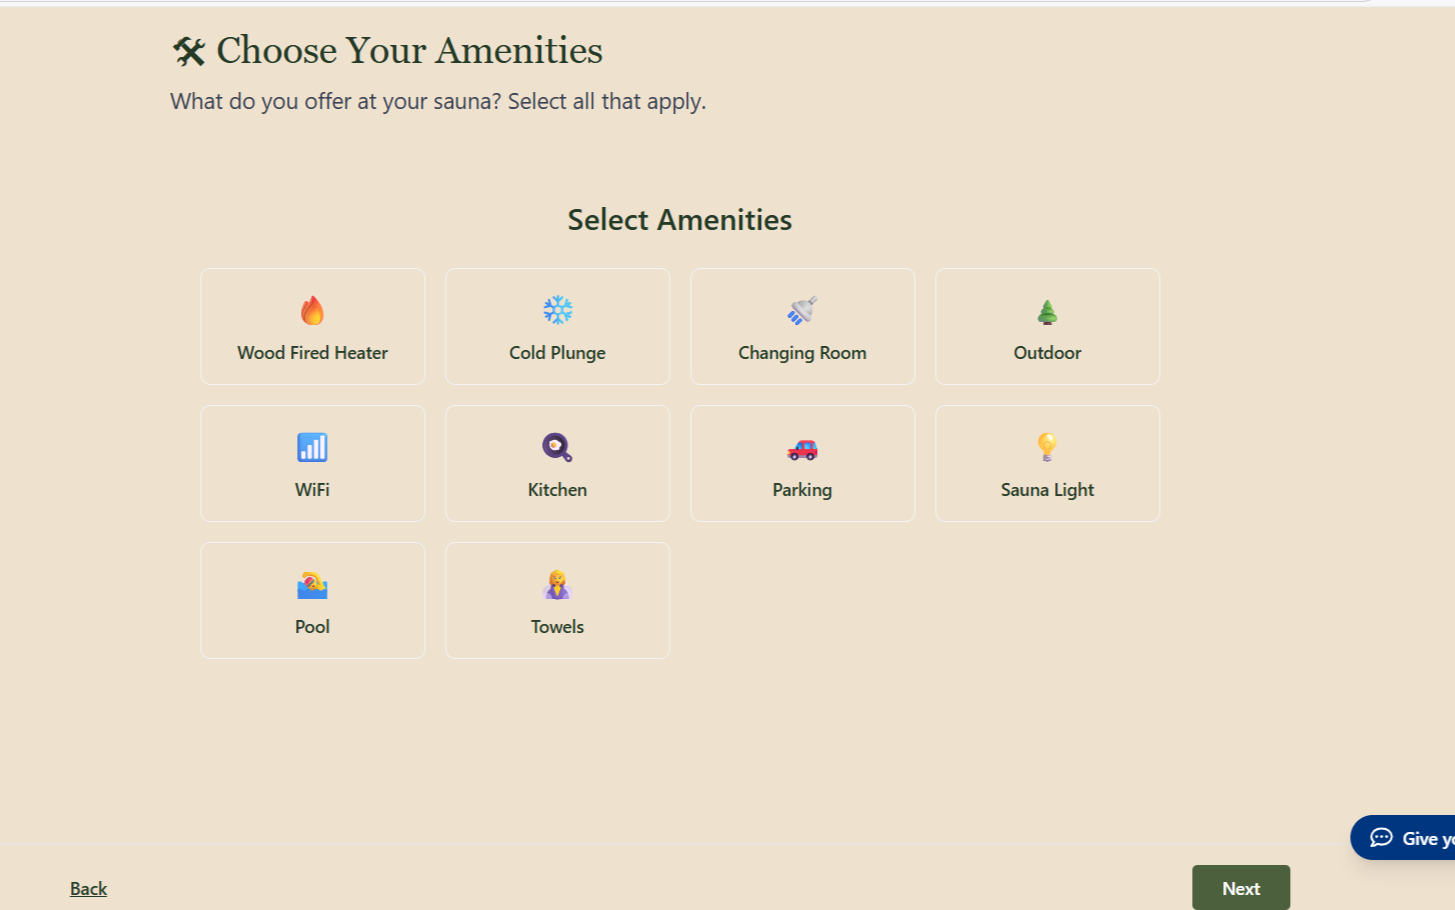 Choose Your Amenities
What do you offer at your sauna? Select all that apply.
Select Amenities
Wood Fired Heater
Cold Plunge
Changing Room
Outdoor
WiFi
Kitchen
Parking
Sauna Light
Pool
Towels
Give
Back
Next